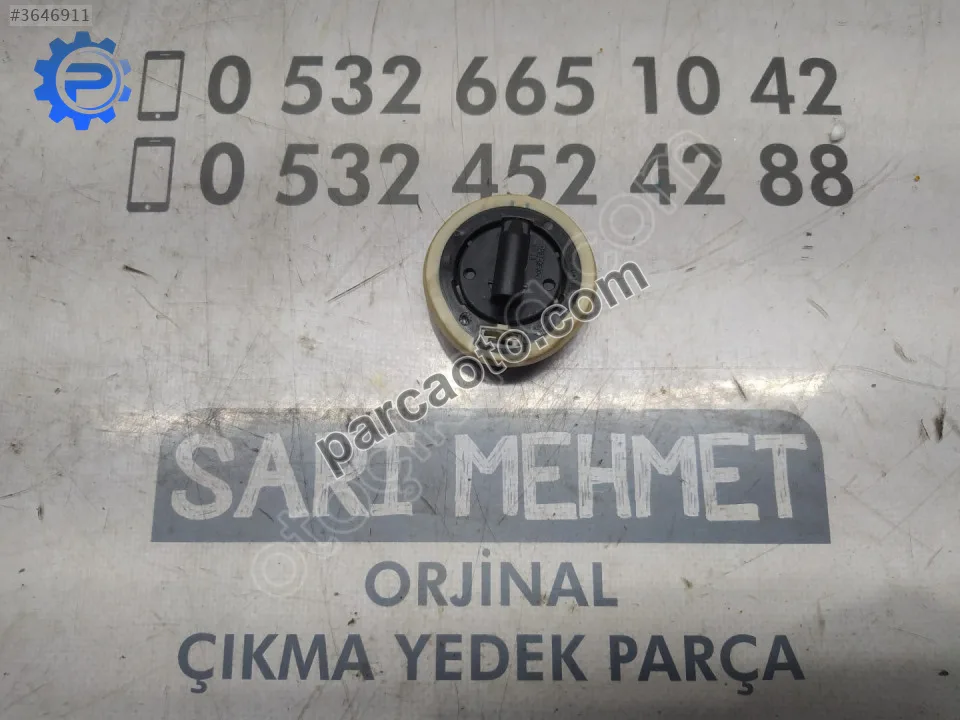 #3646911
0 532 665 10 42
0 532 452 42 88
parcaoto.com
SARI MEHMET
ORJİNAL
ÇIKMA YEDEK PARÇA